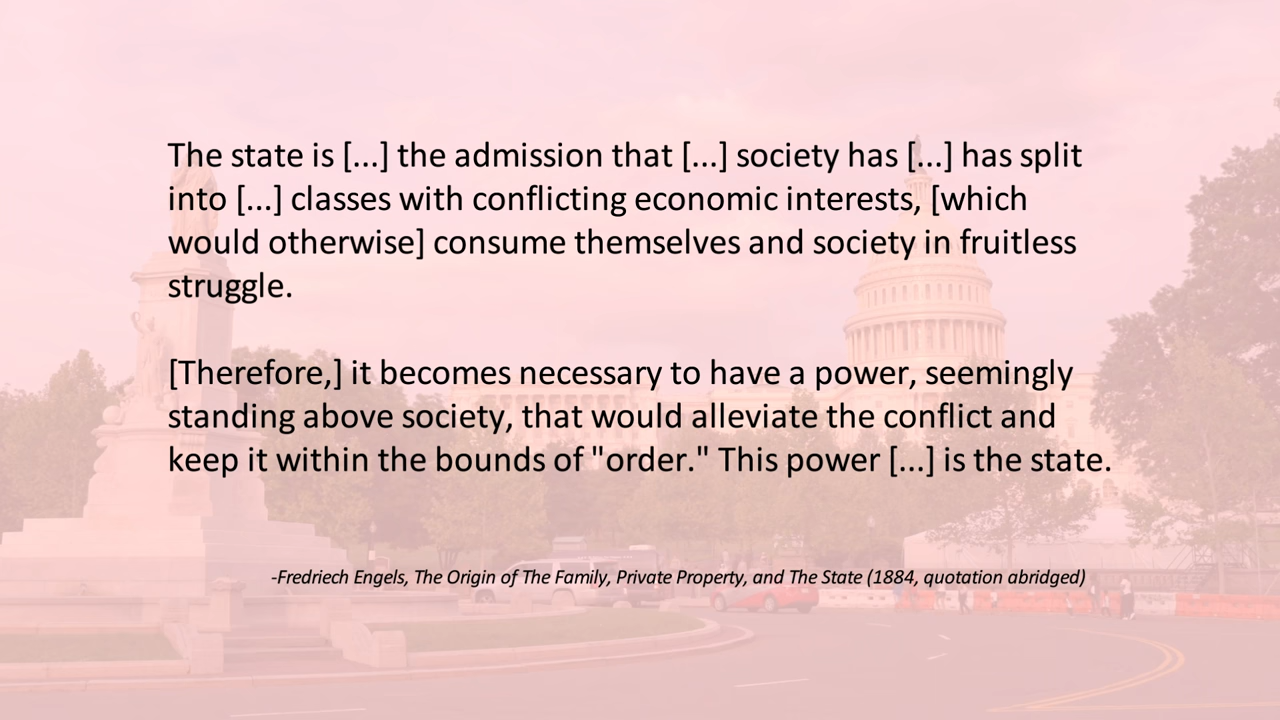 The state is [...] the admission that [...] society has [...] has split
into [...] classes with conflicting economic interests, [which
would otherwise] consume themselves and society in fruitless
struggle.
[Therefore,] it becomes necessary to have a power, seemingly
standing above society, that would alleviate the conflict and
keep it within the bounds of "order." This power [...] is the state.
-Fredriech Engels, The Origin of The Family, Private Property, and The State (1884, quotation abridged)